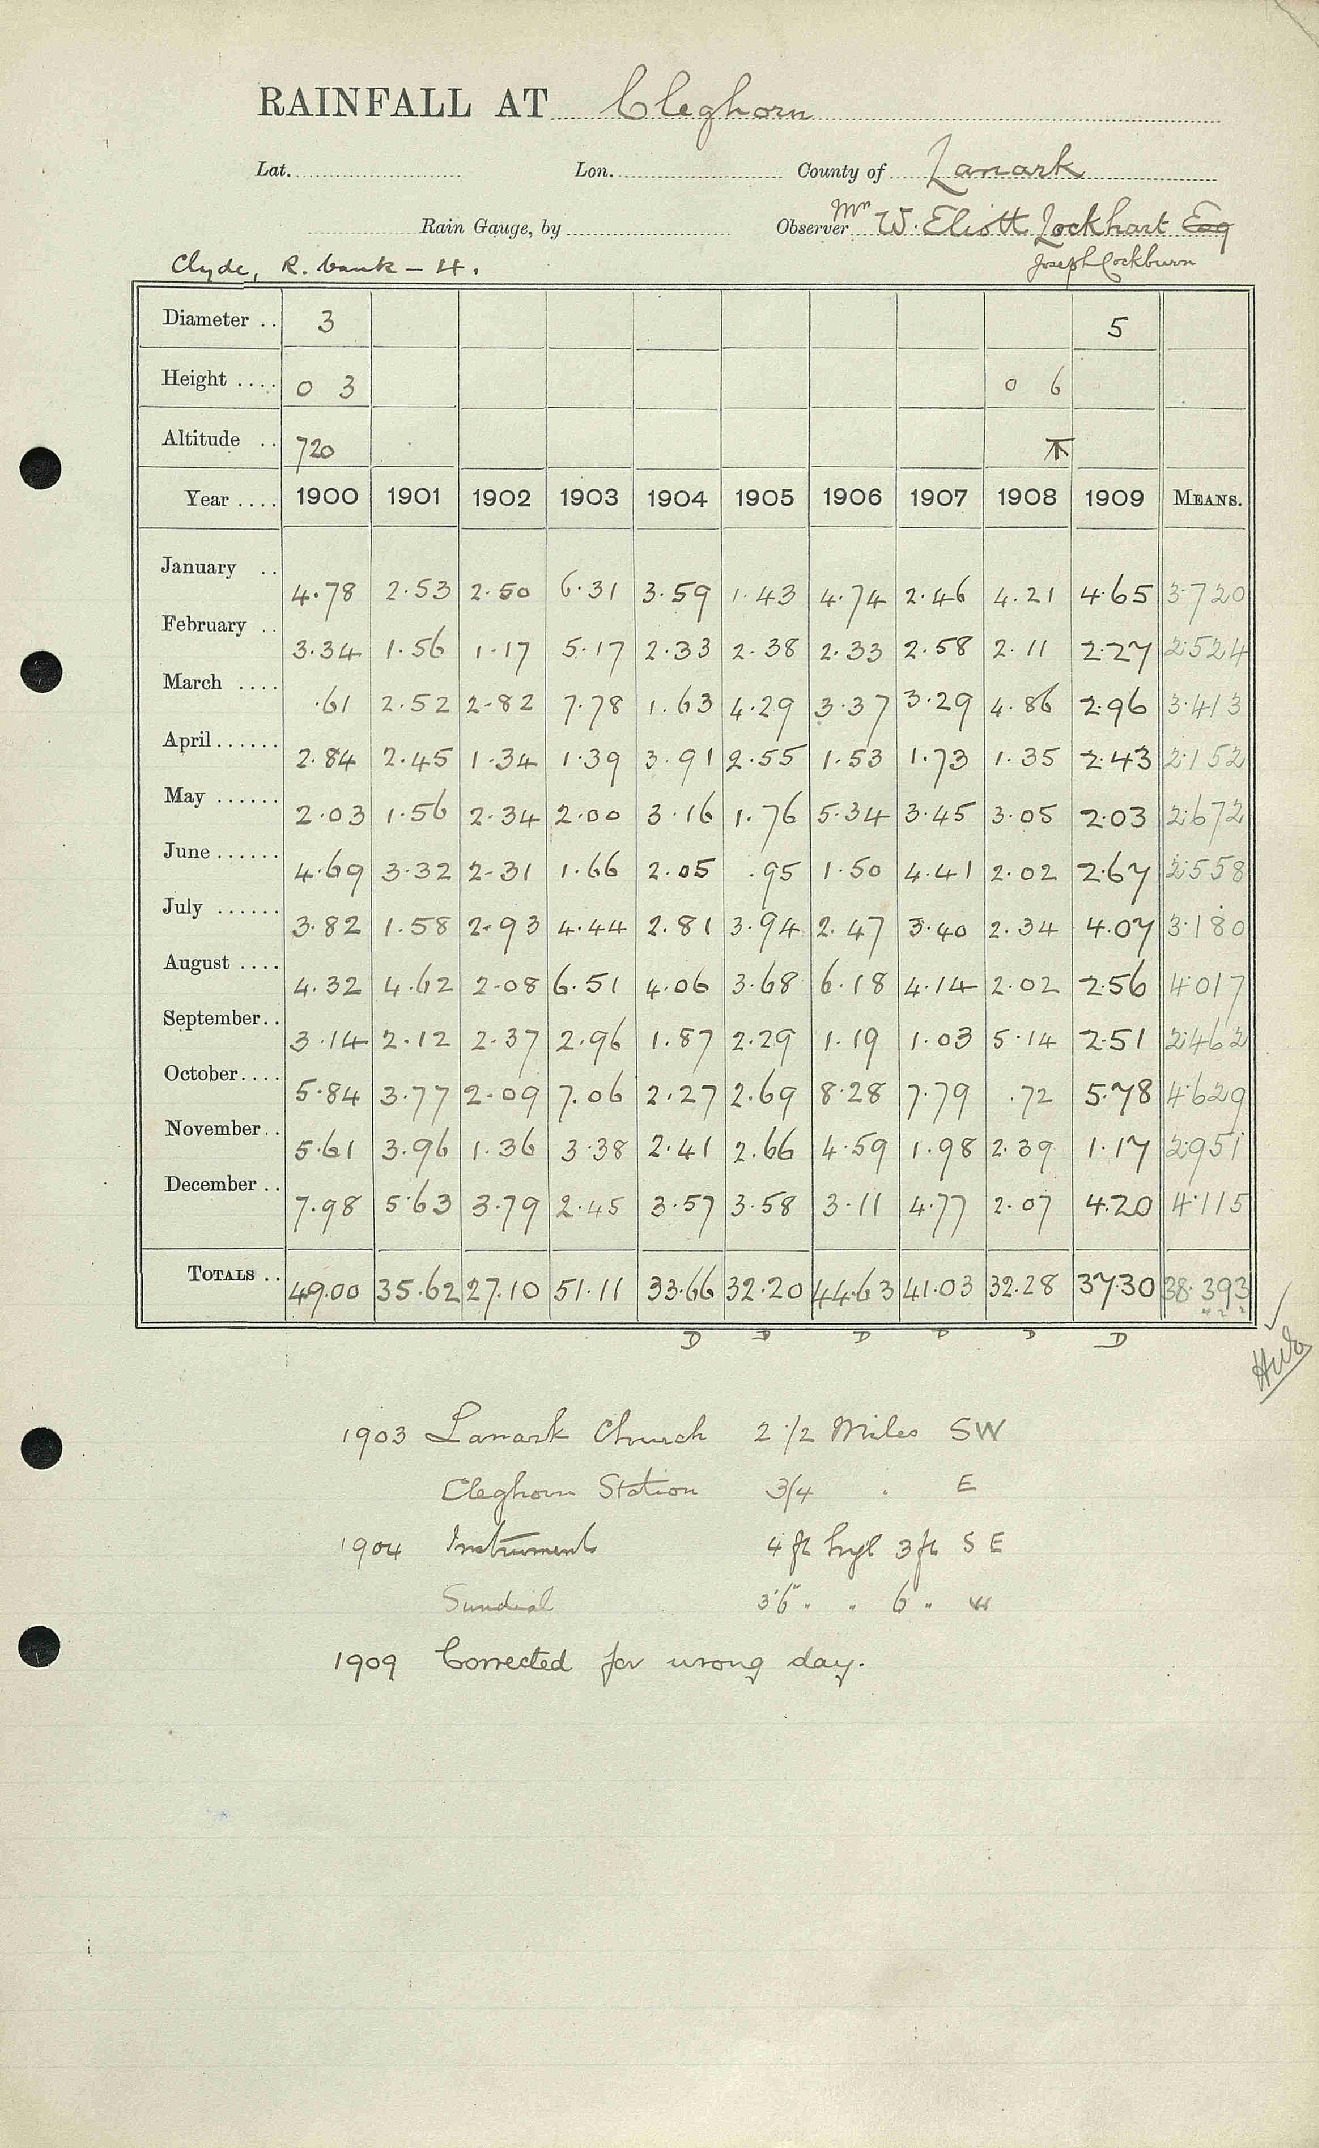 RAINFALL AT Cleghorn
Lat. Lon. County of Lanark
Rain Gauge, by Observer Mrs W. Eliott Lockhart Esq
Clyde, R. bank - 4. Joseph Cockburn
Diameter .. 3 5
Height .... 0 3 0 6
Altitude .. 720
Year .... 1900 1901 1902 1903 1904 1905 1906 1907 1908 1909 MEANS.
January .. 4.78 2.53 2.50 6.31 3.59 1.43 4.74 2.46 4.21 4.65 3.720
February .. 3.34 1.56 1.17 5.17 2.33 2.38 2.33 2.58 2.11 2.27 2.524
March .... .61 2.52 2.82 7.78 1.63 4.29 3.37 3.29 4.86 2.96 3.413
April ...... 2.84 2.45 1.34 1.39 3.91 2.55 1.53 1.73 1.35 2.43 2.152
May ...... 2.03 1.56 2.34 2.00 3.16 1.76 5.34 3.45 3.05 2.03 2.672
June ...... 4.69 3.32 2.31 1.66 2.05 .95 1.50 4.41 2.02 2.67 2.558
July ...... 3.82 1.58 2.93 4.44 2.81 3.94 2.47 3.40 2.34 4.07 3.180
August .... 4.32 4.62 2.08 6.51 4.06 3.68 6.18 4.14 2.02 2.56 4.017
September .. 3.14 2.12 2.37 2.96 1.87 2.29 1.19 1.03 5.14 2.51 2.462
October .... 5.84 3.77 2.09 7.06 2.27 2.69 8.28 7.79 .72 5.78 4.629
November .. 5.61 3.96 1.36 3.38 2.41 2.66 4.59 1.98 2.39 1.17 2.951
December .. 7.98 5.63 3.79 2.45 3.57 3.58 3.11 4.77 2.07 4.20 4.115
TOTALS .. 49.00 35.62 27.10 51.11 33.66 32.20 44.63 41.03 32.28 37.30 38.393
D D D D D D
1903 Lanark Church 2 1/2 Miles SW
Cleghorn Station 3/4 " E
1904 Instruments 4 ft high 3 ft S E
Sundial 3'6" " " 6 " W
1909 Corrected for wrong day.